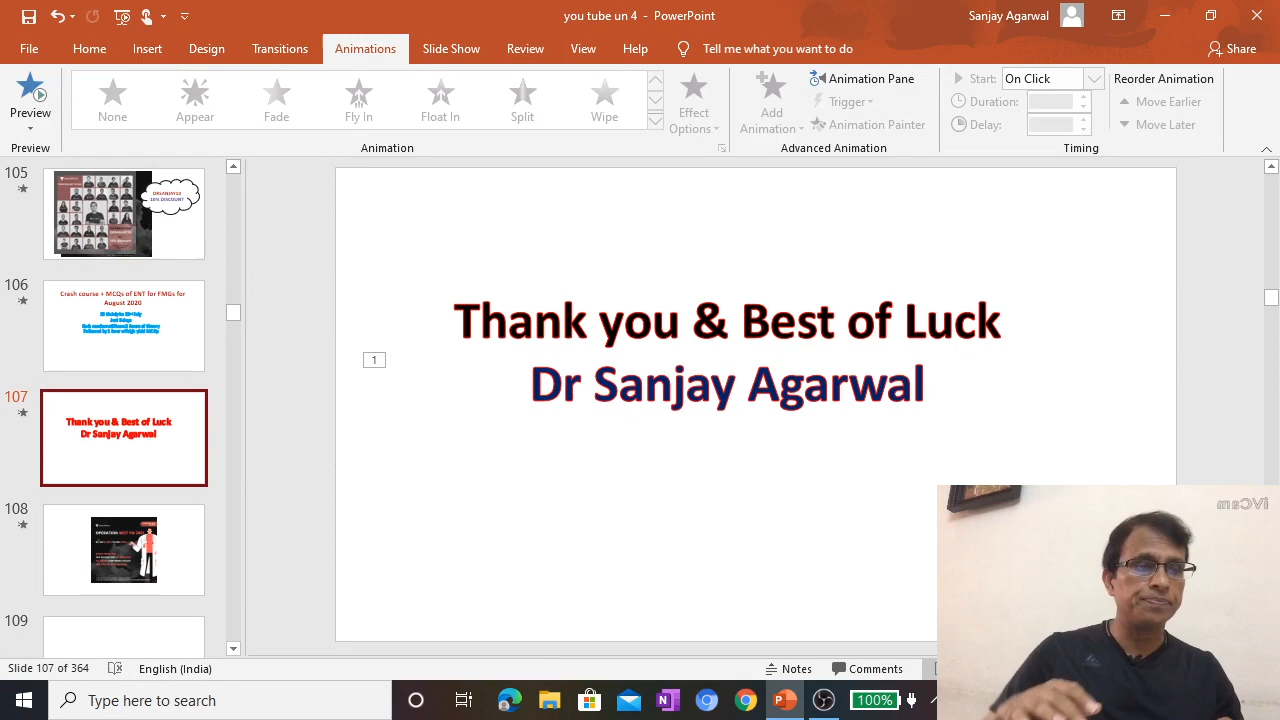 you tube un 4 - PowerPoint
Sanjay Agarwal
File Home Insert Design Transitions Animations Slide Show Review View Help Tell me what you want to do Share
Preview
Preview
None Appear Fade Fly In Float In Split Wipe
Effect
Options
Animation
Add
Animation
Animation Pane
Trigger
Animation Painter
Advanced Animation
Start: On Click
Duration:
Delay:
Reorder Animation
Move Earlier
Move Later
Timing
105
DRSANJAY10
10% DISCOUNT
106
Crash course + MCQs of ENT for FMGs for
August 2020
107
Thank you & Best of Luck
Dr Sanjay Agarwal
108
109
1
Thank you & Best of Luck
Dr Sanjay Agarwal
iVCam
Slide 107 of 364
English (India)
Notes
Comments
Type here to search
100%